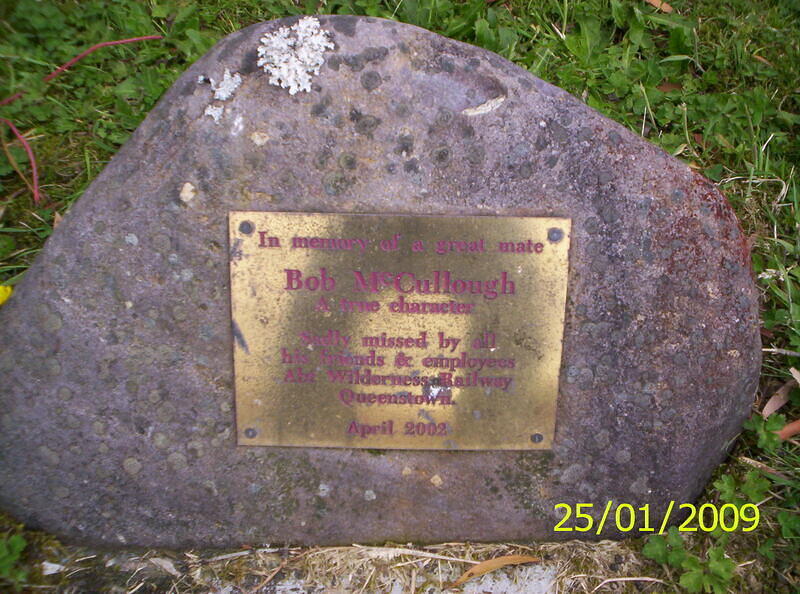 In memory of a great mate
Bob McCullough
A true character
Sadly missed by all
his friends & employees
Abt Wilderness Railway
Queenstown.
April 2002
25/01/2009